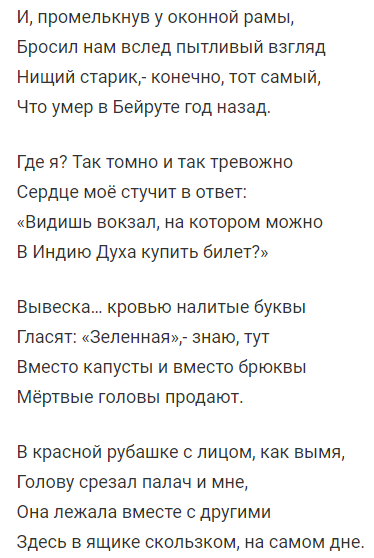 И, промелькнув у оконной рамы,
Бросил нам вслед пытливый взгляд
Нищий старик,- конечно, тот самый,
Что умер в Бейруте год назад.

Где я? Так томно и так тревожно
Сердце моё стучит в ответ:
«Видишь вокзал, на котором можно
В Индию Духа купить билет?»

Вывеска… кровью налитые буквы
Гласят: «Зеленная»,- знаю, тут
Вместо капусты и вместо брюквы
Мёртвые головы продают.

В красной рубашке с лицом, как вымя,
Голову срезал палач и мне,
Она лежала вместе с другими
Здесь в ящике скользком, на самом дне.